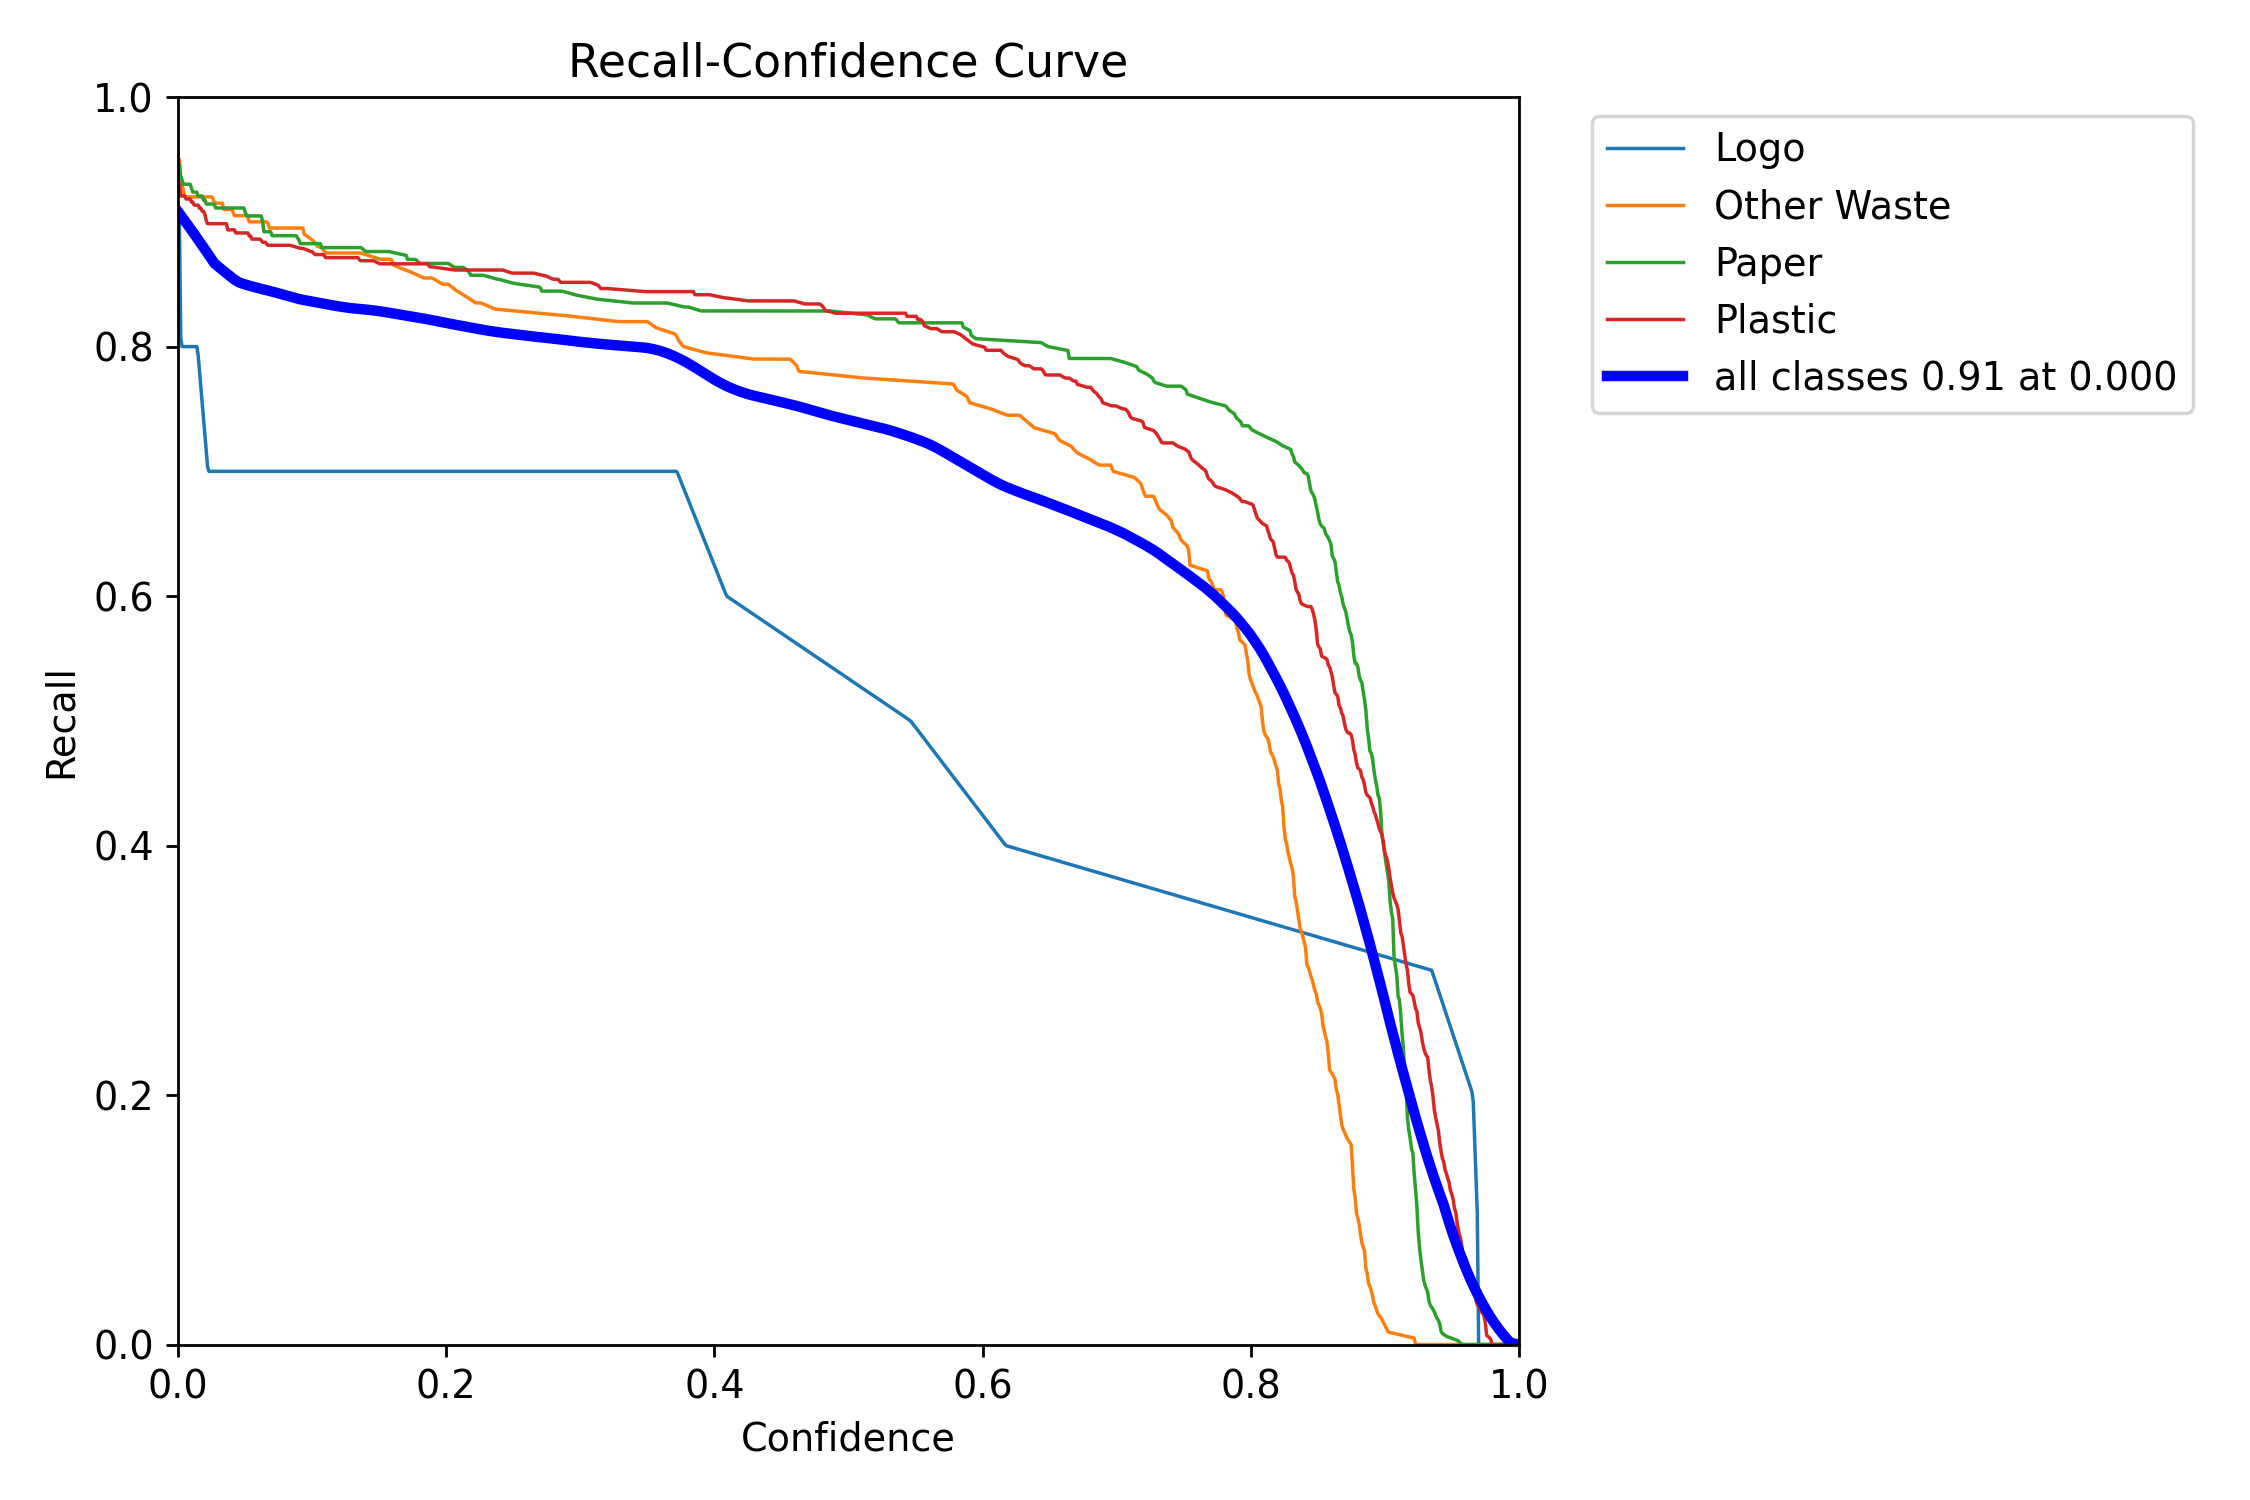 Recall-Confidence Curve
1.0
0.8
0.6
0.4
0.2
0.0
Recall
0.0 0.2 0.4 0.6 0.8 1.0
Confidence
Logo
Other Waste
Paper
Plastic
all classes 0.91 at 0.000